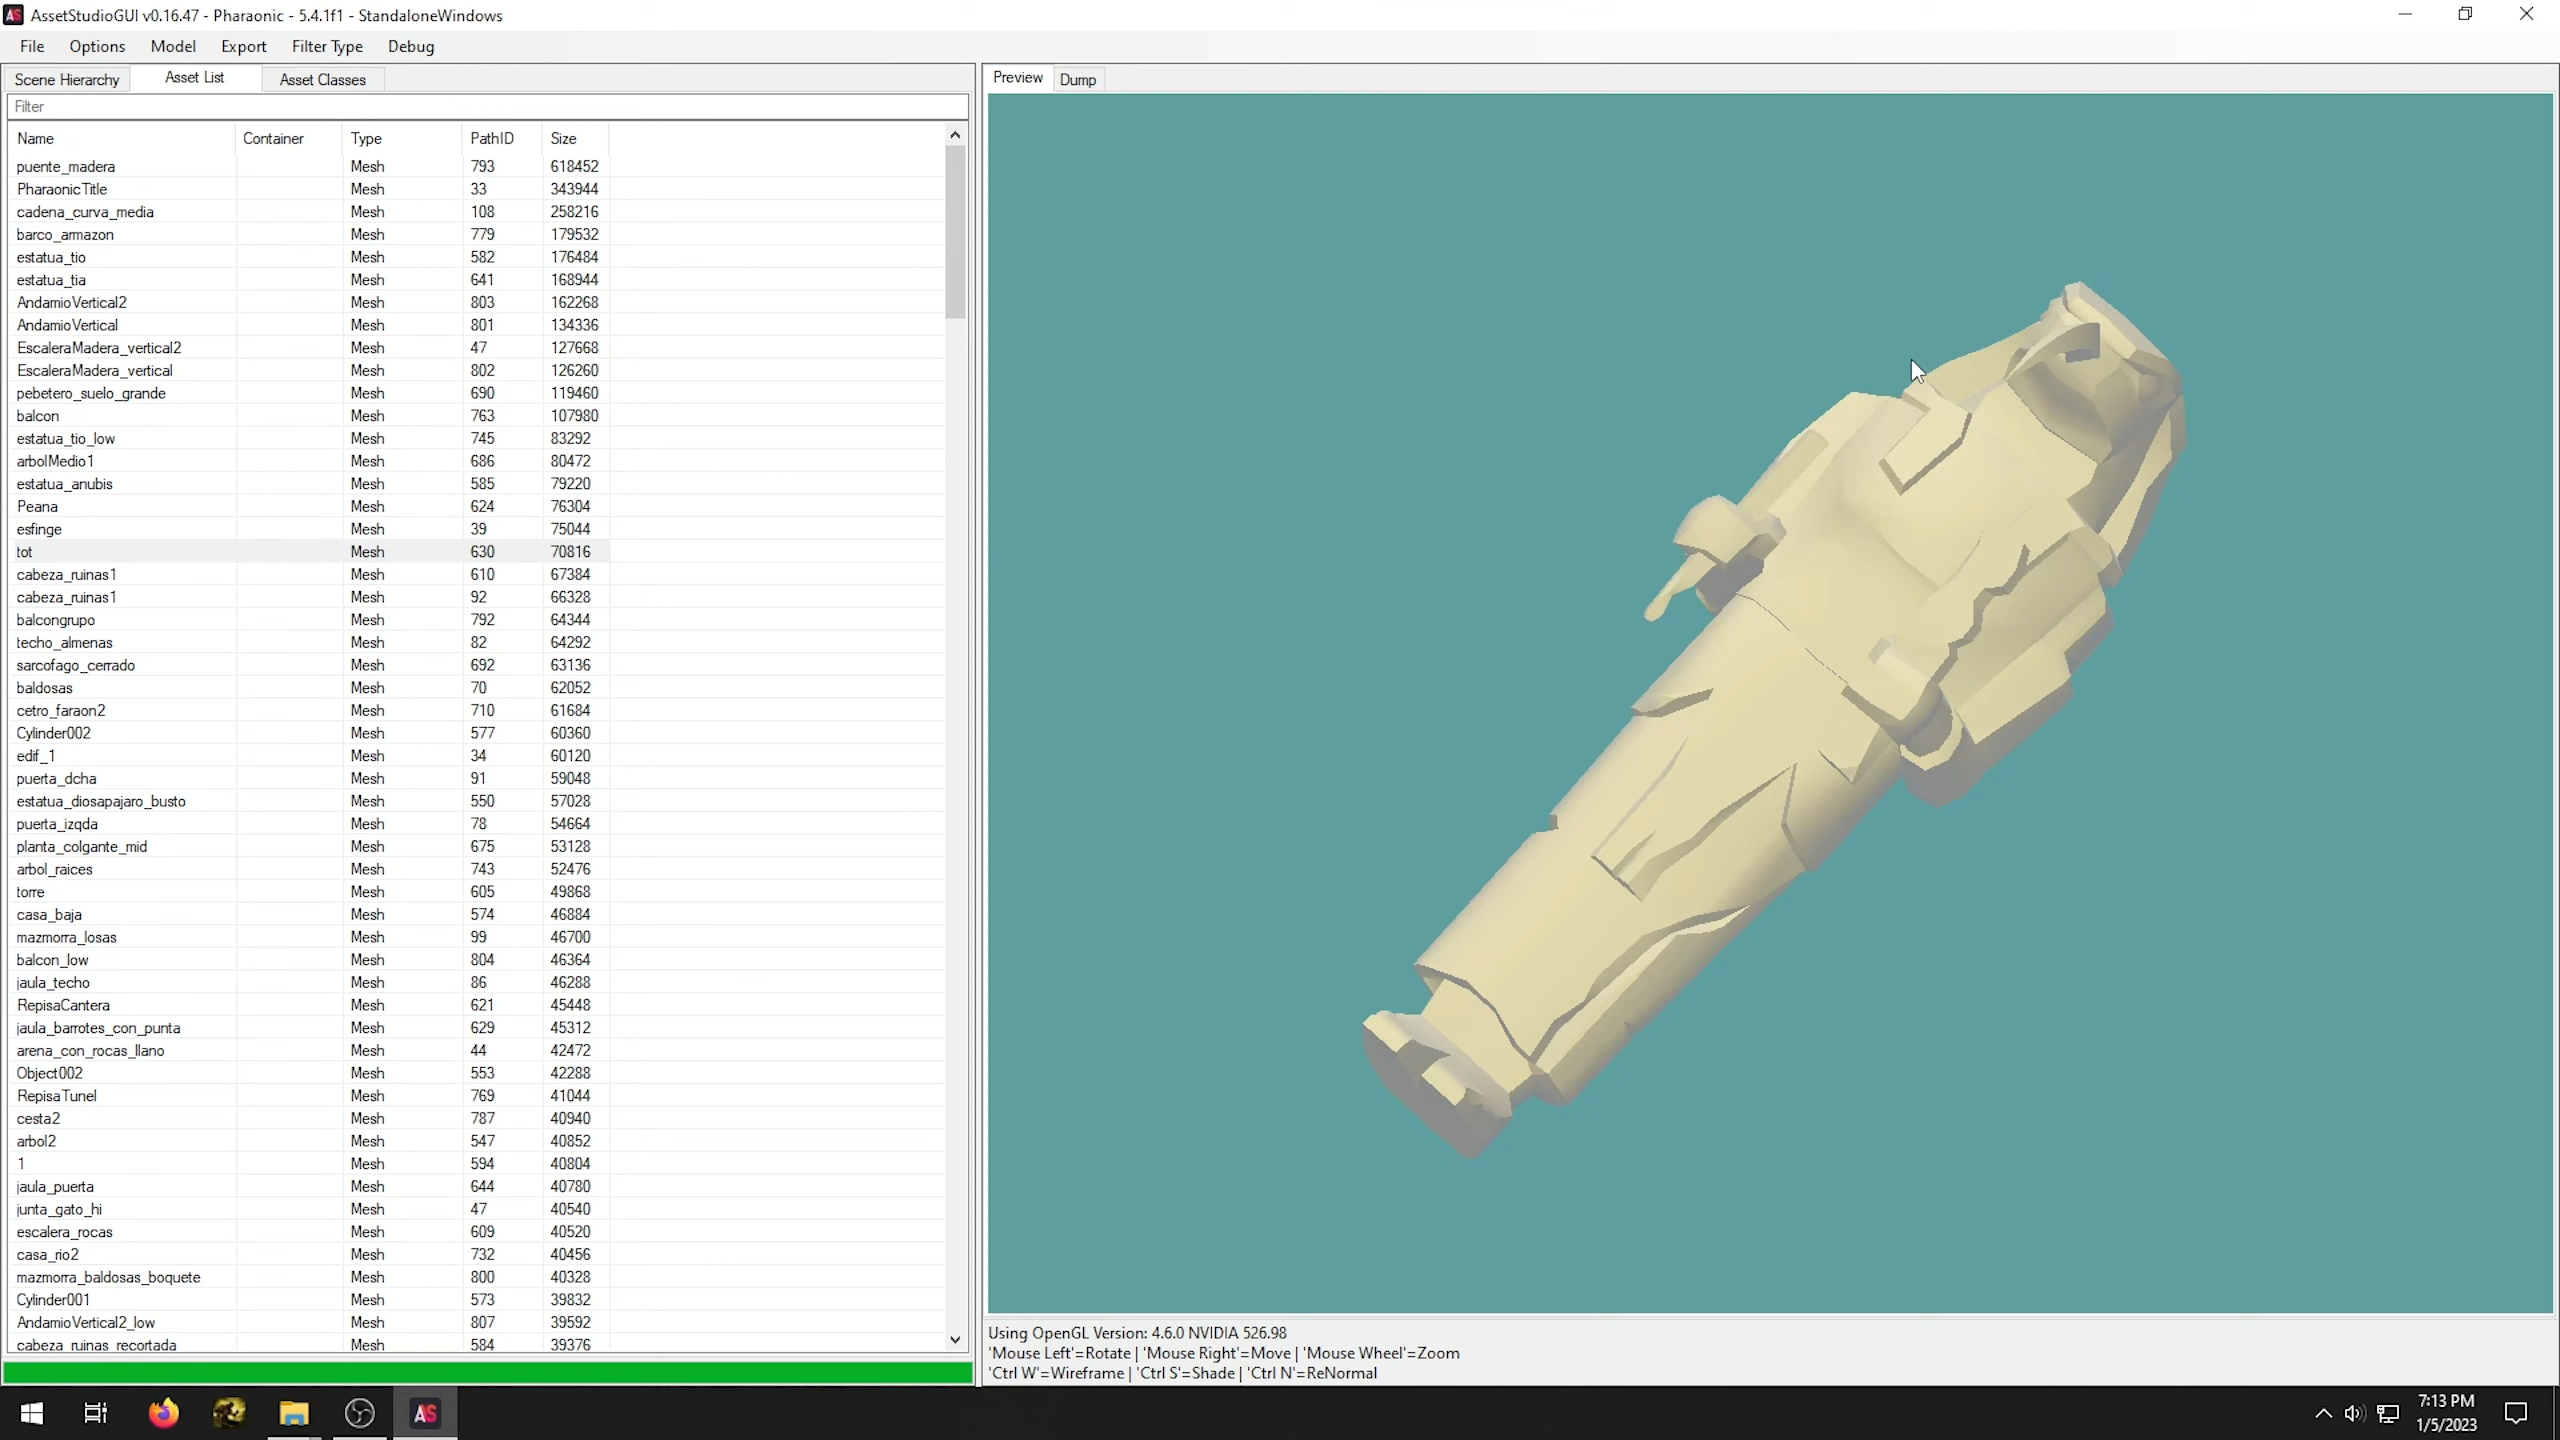 AssetStudioGUI v0.16.47 - Pharaonic - 5.4.1f1 - StandaloneWindows
File Options Model Export Filter Type Debug
Scene Hierarchy Asset List Asset Classes
Filter
Name Container Type PathID Size
puente_madera Mesh 793 618452
PharaonicTitle Mesh 33 343944
cadena_curva_media Mesh 108 258216
barco_armazon Mesh 779 179532
estatua_tio Mesh 582 176484
estatua_tia Mesh 641 168944
AndamioVertical2 Mesh 803 162268
AndamioVertical Mesh 801 134336
EscaleraMadera_vertical2 Mesh 47 127668
EscaleraMadera_vertical Mesh 802 126260
pebetero_suelo_grande Mesh 690 119460
balcon Mesh 763 107980
estatua_tio_low Mesh 745 83292
arbolMedio1 Mesh 686 80472
estatua_anubis Mesh 585 79220
Peana Mesh 624 76304
esfinge Mesh 39 75044
tot Mesh 630 70816
cabeza_ruinas1 Mesh 610 67384
cabeza_ruinas1 Mesh 92 66328
balcongrupo Mesh 792 64344
techo_almenas Mesh 82 64292
sarcofago_cerrado Mesh 692 63136
baldosas Mesh 70 62052
cetro_faraon2 Mesh 710 61684
Cylinder002 Mesh 577 60360
edif_1 Mesh 34 60120
puerta_dcha Mesh 91 59048
estatua_diosapajaro_busto Mesh 550 57028
puerta_izqda Mesh 78 54664
planta_colgante_mid Mesh 675 53128
arbol_raices Mesh 743 52476
torre Mesh 605 49868
casa_baja Mesh 574 46884
mazmorra_losas Mesh 99 46700
balcon_low Mesh 804 46364
jaula_techo Mesh 86 46288
RepisaCantera Mesh 621 45448
jaula_barrotes_con_punta Mesh 629 45312
arena_con_rocas_llano Mesh 44 42472
Object002 Mesh 553 42288
RepisaTunel Mesh 769 41044
cesta2 Mesh 787 40940
arbol2 Mesh 547 40852
1 Mesh 594 40804
jaula_puerta Mesh 644 40780
junta_gato_hi Mesh 47 40540
escalera_rocas Mesh 609 40520
casa_rio2 Mesh 732 40456
mazmorra_baldosas_boquete Mesh 800 40328
Cylinder001 Mesh 573 39832
AndamioVertical2_low Mesh 807 39592
cabeza_ruinas_recortada Mesh 584 39376
Preview Dump
Using OpenGL Version: 4.6.0 NVIDIA 526.98
'Mouse Left'=Rotate | 'Mouse Right'=Move | 'Mouse Wheel'=Zoom
'Ctrl W'=Wireframe | 'Ctrl S'=Shade | 'Ctrl N'=ReNormal
AS
7:13 PM
1/5/2023